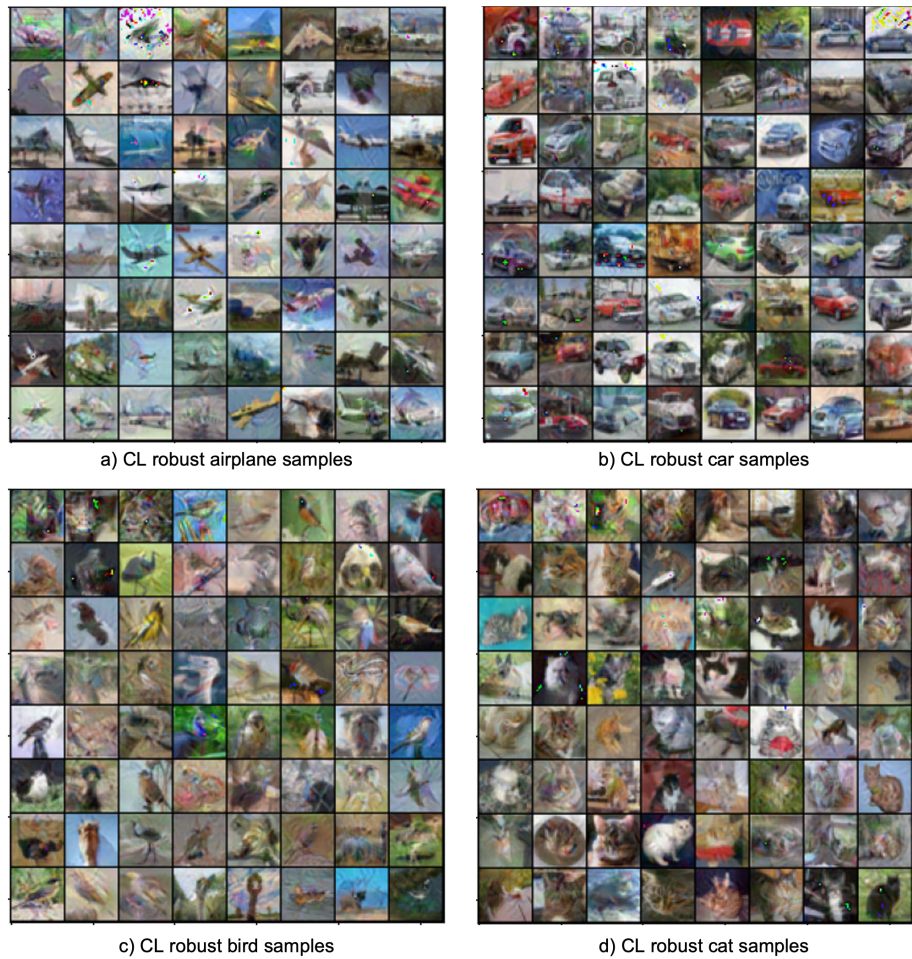 a) CL robust airplane samples
b) CL robust car samples
c) CL robust bird samples
d) CL robust cat samples